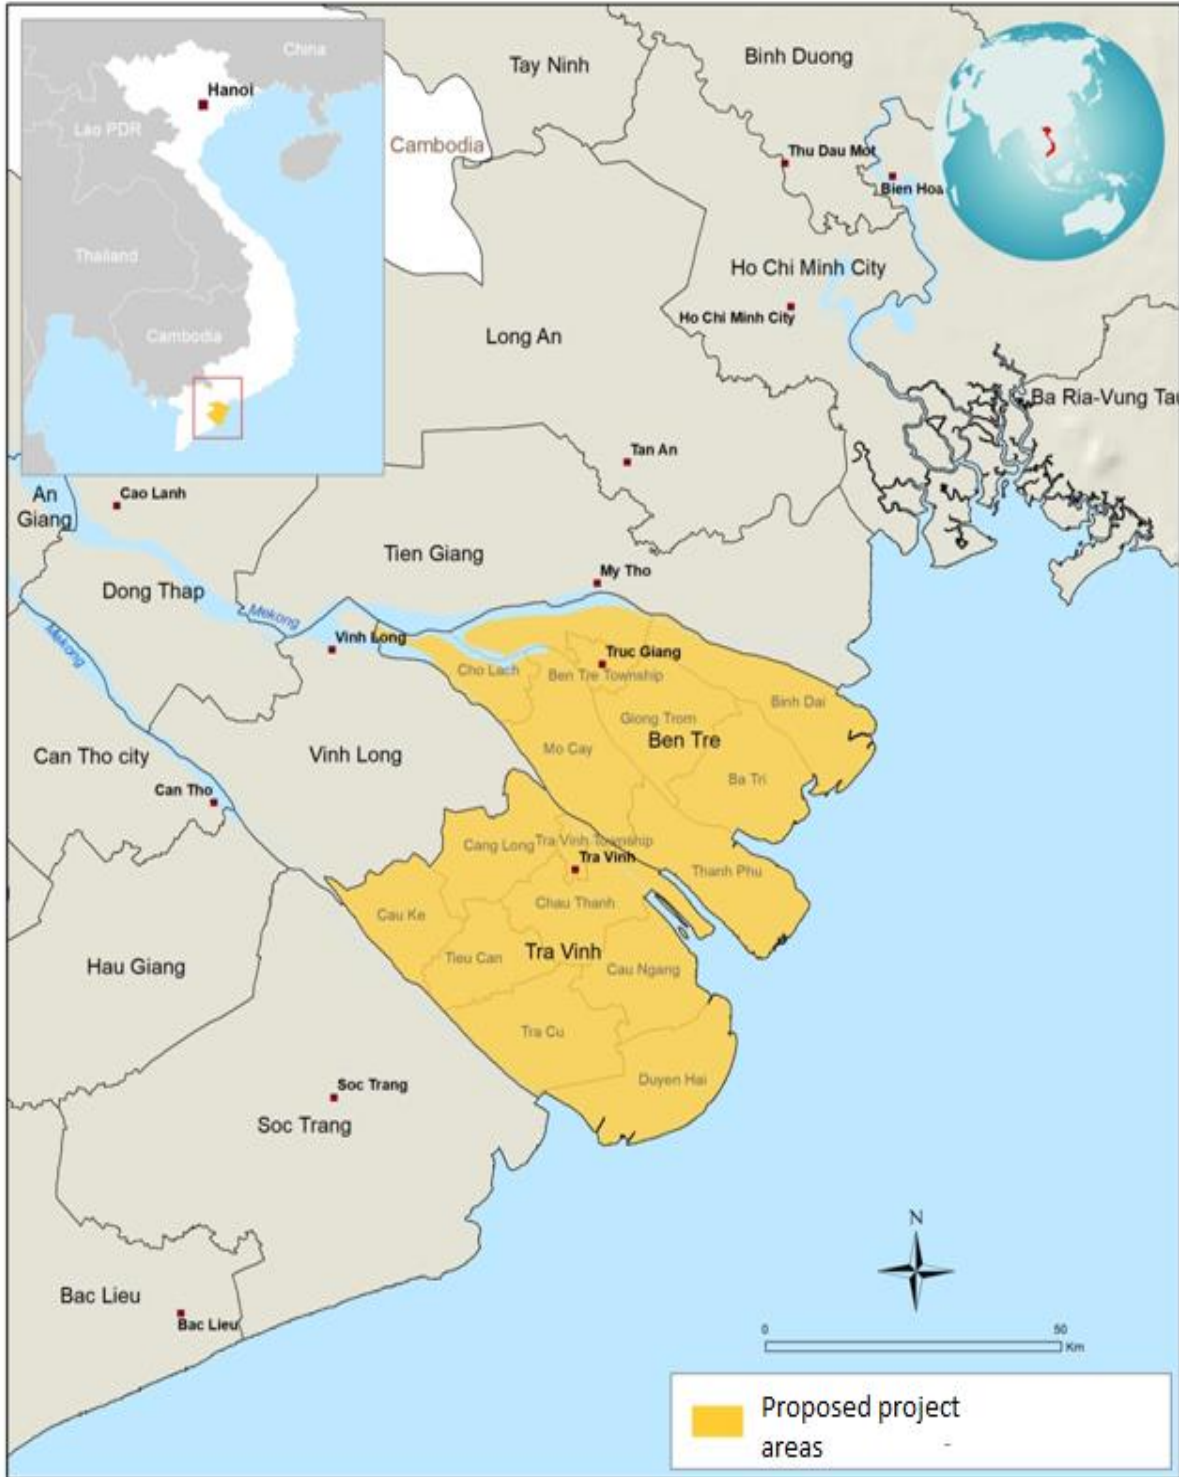 China
Hanoi
Lao PDR
Thailand
Cambodia
Tay Ninh
Binh Duong
Cambodia
Thu Dau Mot
Bien Hoa
Ho Chi Minh City
Ho Chi Minh City
Long An
Ba Ria-Vung Tau
Tan An
An
Giang
Cao Lanh
Tien Giang
My Tho
Dong Thap
Mekong
Mekong
Vinh Long
Truc Giang
Cho Lach
Ben Tre Township
Binh Dai
Giong Trom
Ben Tre
Mo Cay
Ba Tri
Vinh Long
Can Tho city
Can Tho
Cang Long
Tra Vinh Township
Tra Vinh
Thanh Phu
Chau Thanh
Cau Ke
Tra Vinh
Tieu Can
Cau Ngang
Hau Giang
Tra Cu
Duyen Hai
Soc Trang
Soc Trang
Bac Lieu
Bac Lieu
N
0 50
Km
Proposed project
areas -